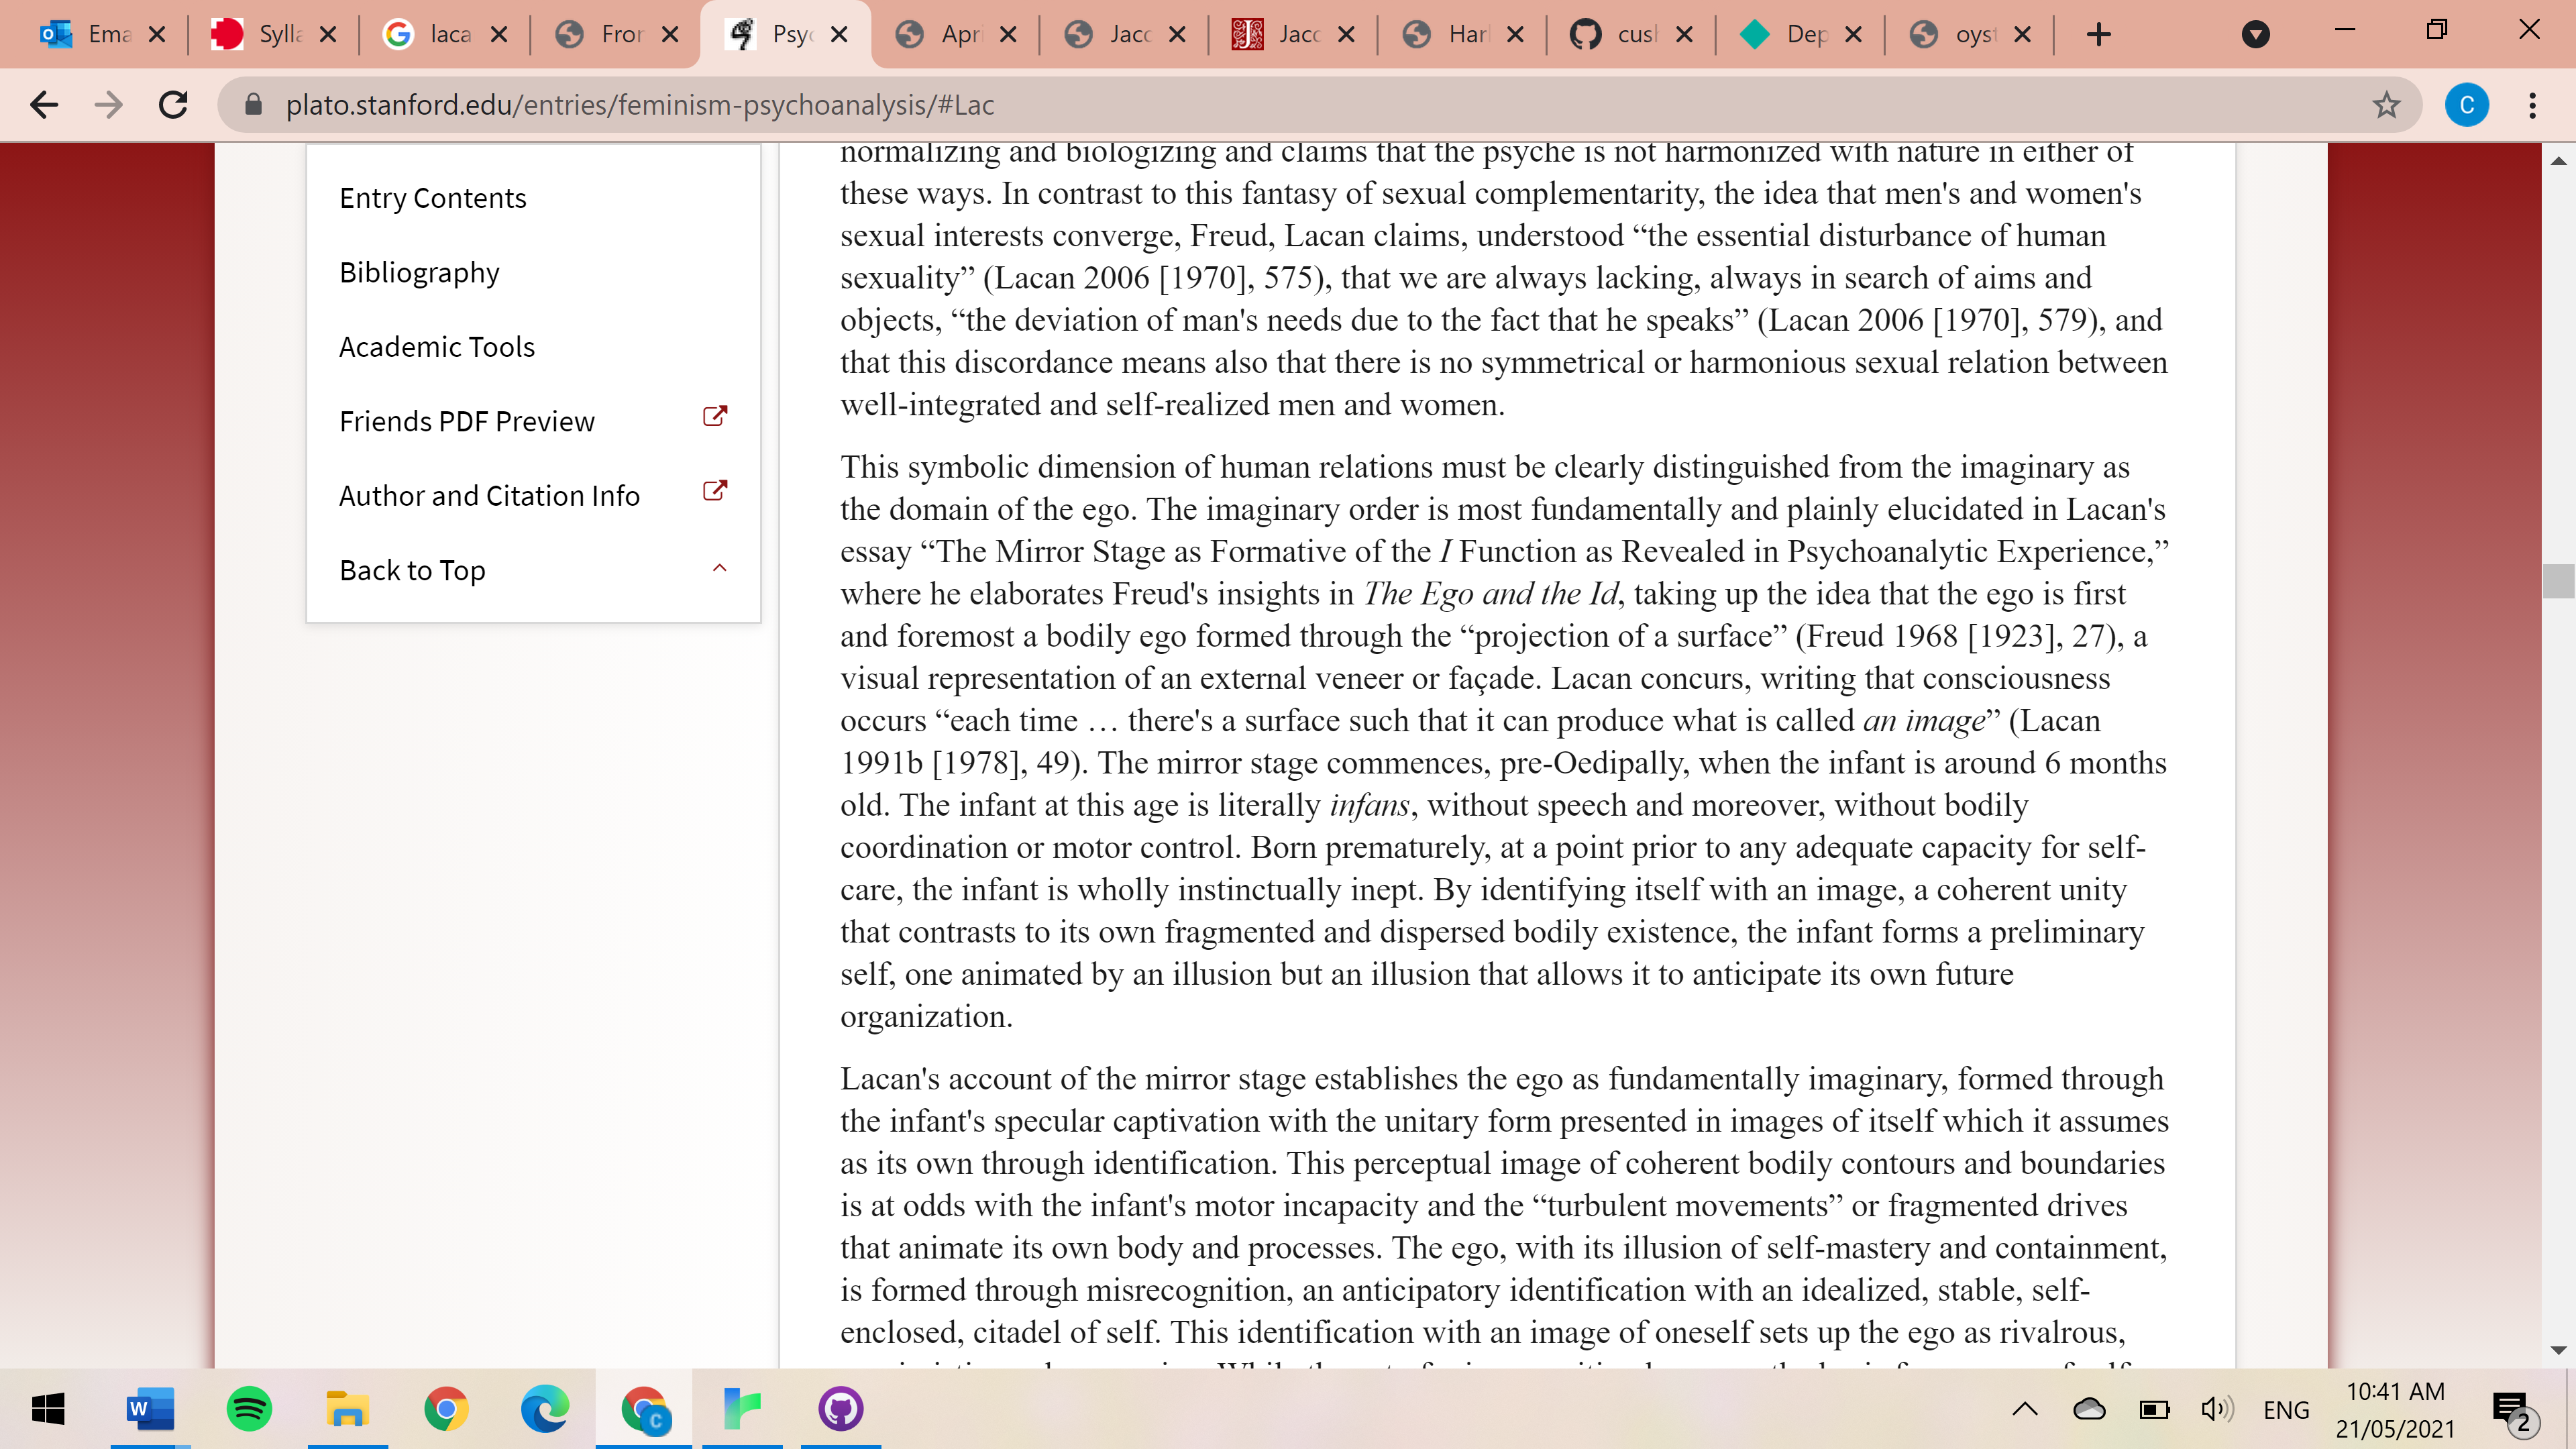 Ema
Sylla
laca
Fror
Psyc
Apri
Jacc
Jacc
Harl
cusl
Dep
oyst
plato.stanford.edu/entries/feminism-psychoanalysis/#Lac
C
Entry Contents
Bibliography
Academic Tools
Friends PDF Preview
Author and Citation Info
Back to Top
normalizing and biologizing and claims that the psyche is not harmonized with nature in either of
these ways. In contrast to this fantasy of sexual complementarity, the idea that men's and women's
sexual interests converge, Freud, Lacan claims, understood “the essential disturbance of human
sexuality” (Lacan 2006 [1970], 575), that we are always lacking, always in search of aims and
objects, “the deviation of man's needs due to the fact that he speaks” (Lacan 2006 [1970], 579), and
that this discordance means also that there is no symmetrical or harmonious sexual relation between
well-integrated and self-realized men and women.
This symbolic dimension of human relations must be clearly distinguished from the imaginary as
the domain of the ego. The imaginary order is most fundamentally and plainly elucidated in Lacan's
essay “The Mirror Stage as Formative of the I Function as Revealed in Psychoanalytic Experience,”
where he elaborates Freud's insights in The Ego and the Id, taking up the idea that the ego is first
and foremost a bodily ego formed through the “projection of a surface” (Freud 1968 [1923], 27), a
visual representation of an external veneer or façade. Lacan concurs, writing that consciousness
occurs “each time … there's a surface such that it can produce what is called an image” (Lacan
1991b [1978], 49). The mirror stage commences, pre-Oedipally, when the infant is around 6 months
old. The infant at this age is literally infans, without speech and moreover, without bodily
coordination or motor control. Born prematurely, at a point prior to any adequate capacity for self-
care, the infant is wholly instinctually inept. By identifying itself with an image, a coherent unity
that contrasts to its own fragmented and dispersed bodily existence, the infant forms a preliminary
self, one animated by an illusion but an illusion that allows it to anticipate its own future
organization.
Lacan's account of the mirror stage establishes the ego as fundamentally imaginary, formed through
the infant's specular captivation with the unitary form presented in images of itself which it assumes
as its own through identification. This perceptual image of coherent bodily contours and boundaries
is at odds with the infant's motor incapacity and the “turbulent movements” or fragmented drives
that animate its own body and processes. The ego, with its illusion of self-mastery and containment,
is formed through misrecognition, an anticipatory identification with an idealized, stable, self-
enclosed, citadel of self. This identification with an image of oneself sets up the ego as rivalrous,
ENG
10:41 AM
21/05/2021
2